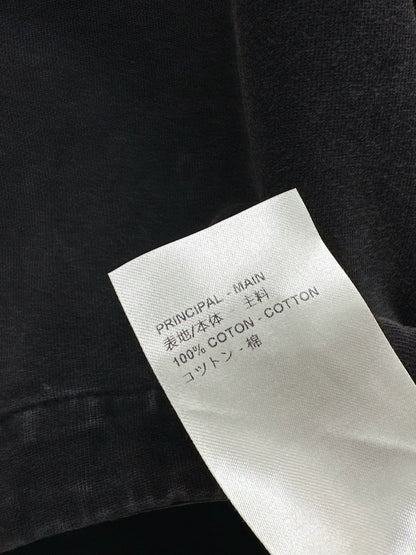 PRINCIPAL - MAIN
表地/本体 主料
100% COTON - COTTON
コットン - 棉